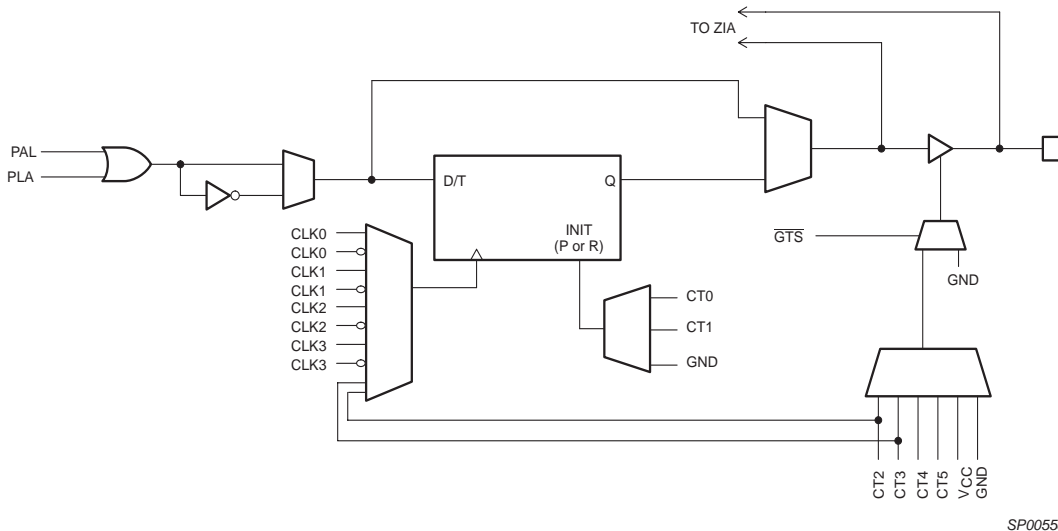 TO ZIA
PAL
PLA
D/T
Q
INIT
(P or R)
CLK0
CLK0
CLK1
CLK1
CLK2
CLK2
CLK3
CLK3
CT0
CT1
GND
GTS
GND
CT2
CT3
CT4
CT5
VCC
GND